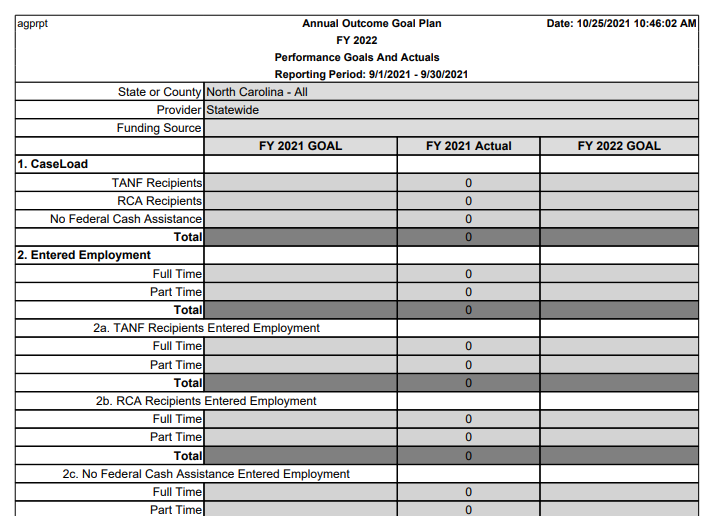 agprpt Annual Outcome Goal Plan Date: 10/25/2021 10:46:02 AM
FY 2022
Performance Goals And Actuals
Reporting Period: 9/1/2021 - 9/30/2021
State or County North Carolina - All
Provider Statewide
Funding Source
FY 2021 GOAL FY 2021 Actual FY 2022 GOAL
1. CaseLoad
TANF Recipients 0
RCA Recipients 0
No Federal Cash Assistance 0
Total 0
2. Entered Employment
Full Time 0
Part Time 0
Total 0
2a. TANF Recipients Entered Employment
Full Time 0
Part Time 0
Total 0
2b. RCA Recipients Entered Employment
Full Time 0
Part Time 0
Total 0
2c. No Federal Cash Assistance Entered Employment
Full Time 0
Part Time 0